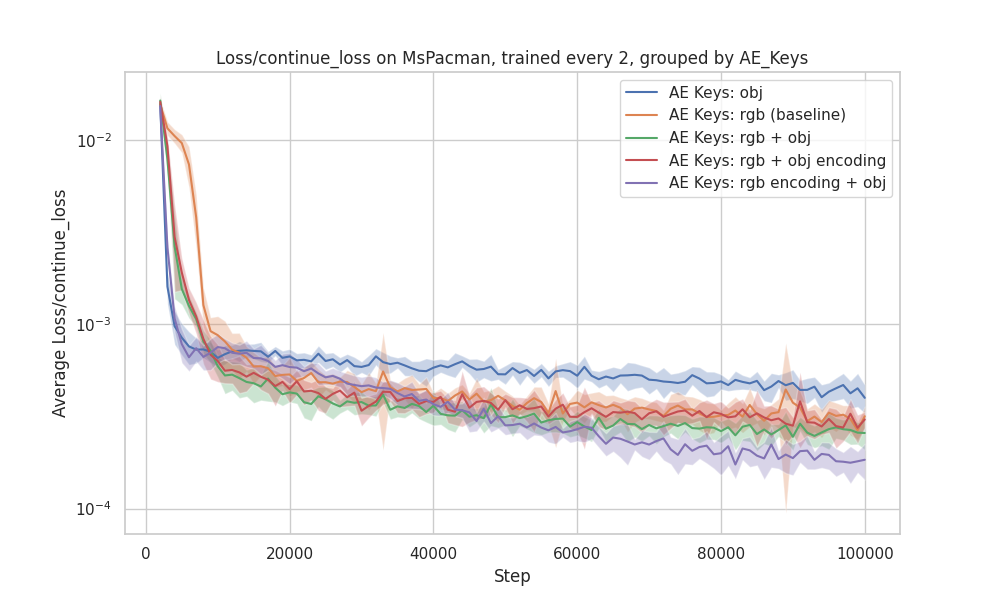 Loss/continue_loss on MsPacman, trained every 2, grouped by AE_Keys
AE Keys: obj
AE Keys: rgb (baseline)
AE Keys: rgb + obj
AE Keys: rgb + obj encoding
AE Keys: rgb encoding + obj
Average Loss/continue_loss
10⁻²
10⁻³
10⁻⁴
0 20000 40000 60000 80000 100000
Step